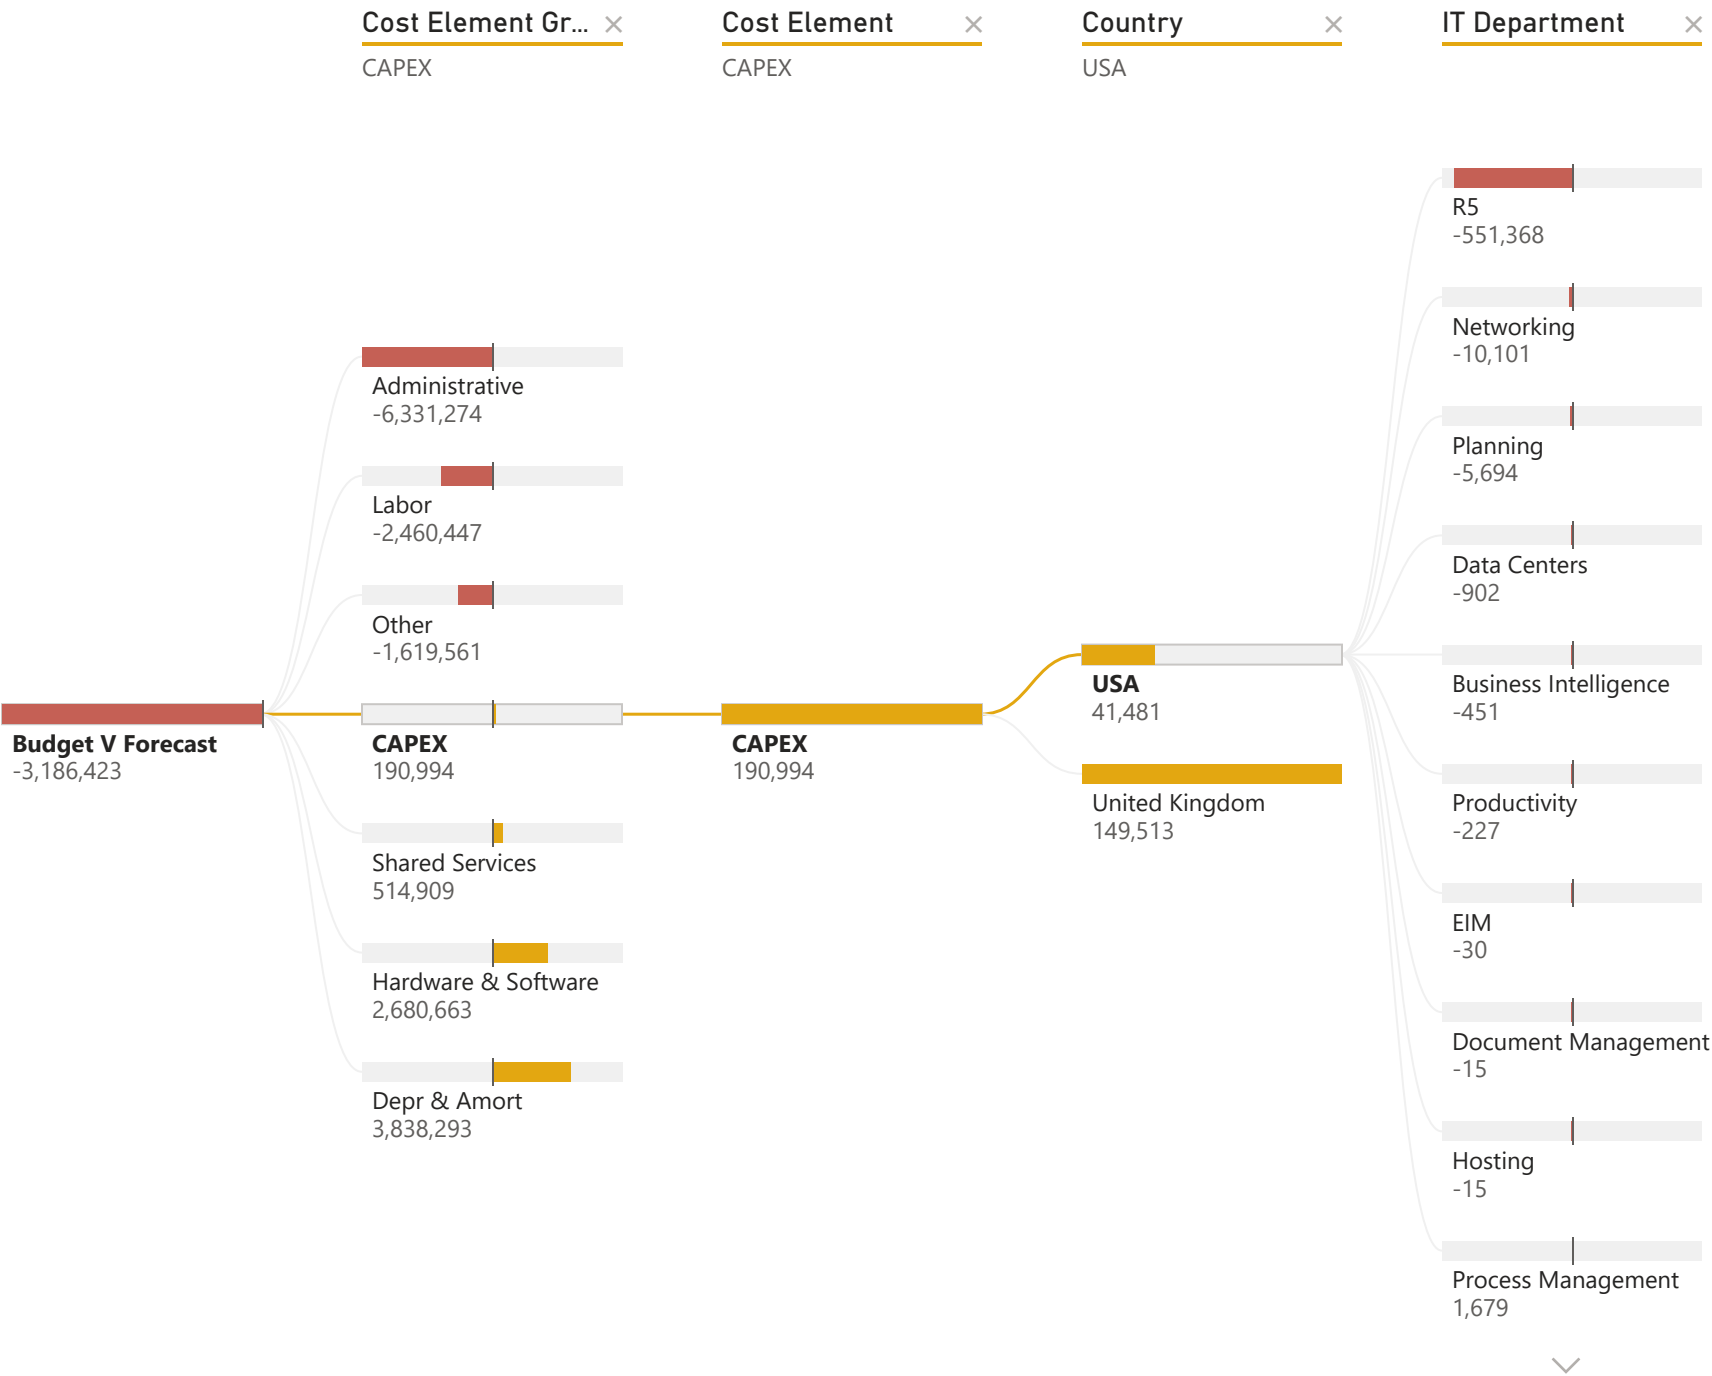 Cost Element Gr...
CAPEX
Cost Element
CAPEX
Country
USA
IT Department
Budget V Forecast
-3,186,423
Administrative
-6,331,274
Labor
-2,460,447
Other
-1,619,561
CAPEX
190,994
Shared Services
514,909
Hardware & Software
2,680,663
Depr & Amort
3,838,293
CAPEX
190,994
USA
41,481
United Kingdom
149,513
R5
-551,368
Networking
-10,101
Planning
-5,694
Data Centers
-902
Business Intelligence
-451
Productivity
-227
EIM
-30
Document Management
-15
Hosting
-15
Process Management
1,679